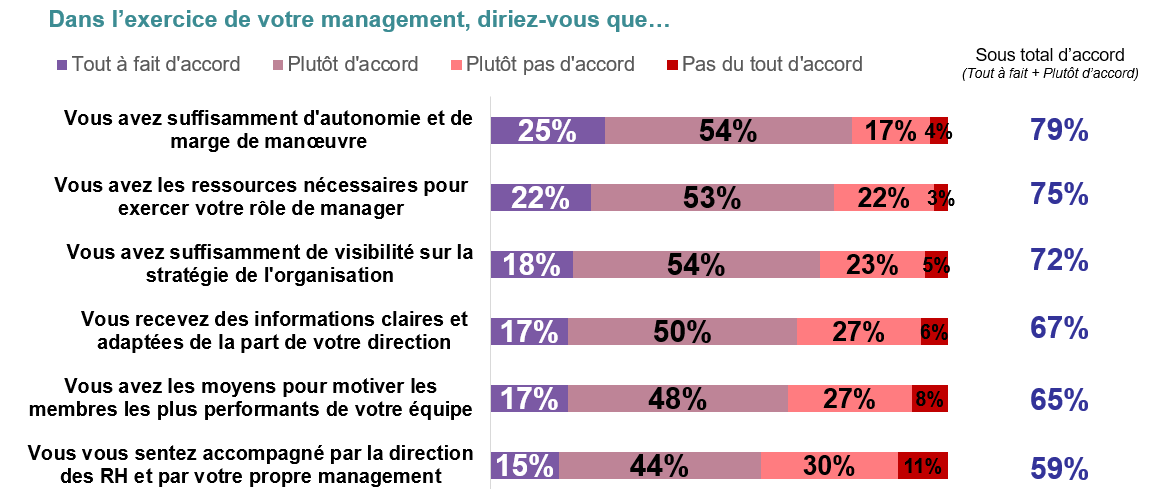 Dans l’exercice de votre management, diriez-vous que…
Tout à fait d'accord Plutôt d'accord Plutôt pas d'accord Pas du tout d'accord
Sous total d’accord
(Tout à fait + Plutôt d’accord)
Vous avez suffisamment d'autonomie et de
marge de manœuvre
25% 54% 17% 4% 79%
Vous avez les ressources nécessaires pour
exercer votre rôle de manager
22% 53% 22% 3% 75%
Vous avez suffisamment de visibilité sur la
stratégie de l'organisation
18% 54% 23% 5% 72%
Vous recevez des informations claires et
adaptées de la part de votre direction
17% 50% 27% 6% 67%
Vous avez les moyens pour motiver les
membres les plus performants de votre équipe
17% 48% 27% 8% 65%
Vous vous sentez accompagné par la direction
des RH et par votre propre management
15% 44% 30% 11% 59%